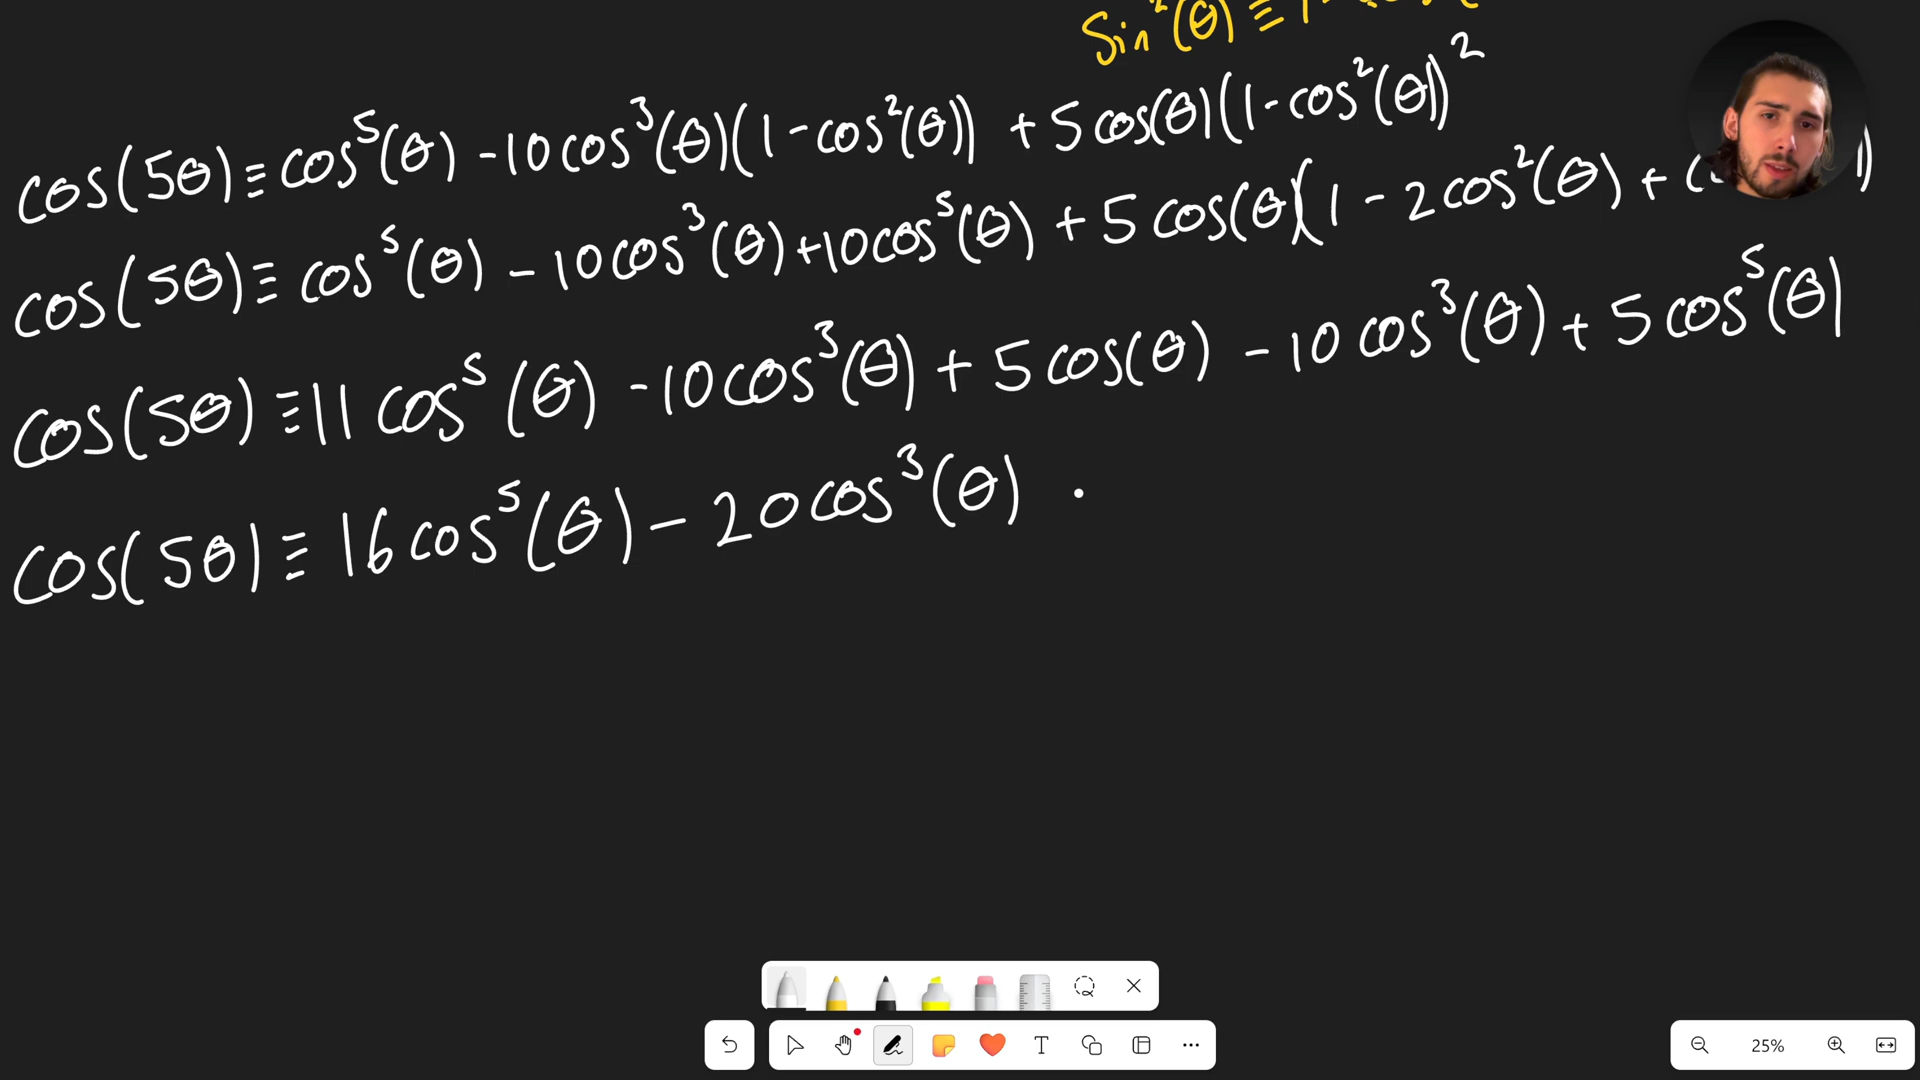 Sin²(θ) ≡ 1 -
cos(5θ) ≡ cos⁵(θ) - 10cos³(θ)(1 - cos²(θ)) + 5cos(θ)(1 - cos²(θ))²
cos(5θ) ≡ cos⁵(θ) - 10cos³(θ) + 10cos⁵(θ) + 5cos(θ)(1 - 2cos²(θ) +
cos(5θ) ≡ 11cos⁵(θ) - 10cos³(θ) + 5cos(θ) - 10cos³(θ) + 5cos⁵(θ)
cos(5θ) ≡ 16cos⁵(θ) - 20cos³(θ) ·
T
25%